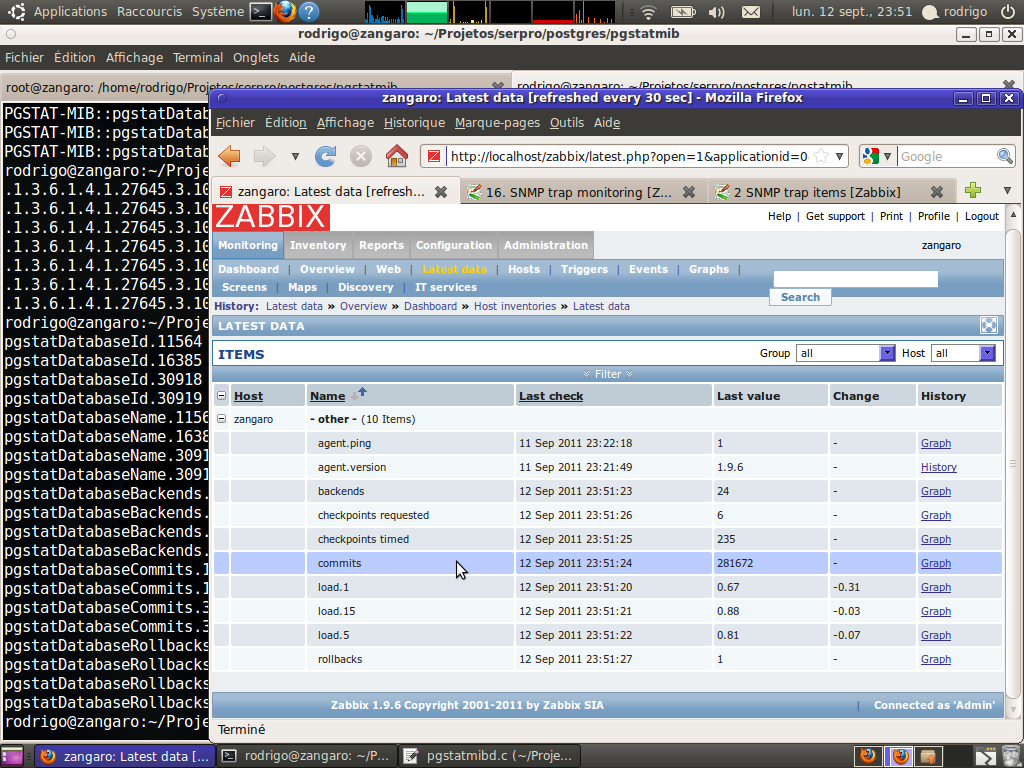 Applications Raccourcis Système lun. 12 sept., 23:51 rodrigo
rodrigo@zangaro: ~/Projetos/serpro/postgres/pgstatmib
Fichier Édition Affichage Terminal Onglets Aide
root@zangaro: /home/rodrigo/Projetos/serpro/postgres/pgstatmib rodrigo@zangaro: ~/Projetos/serpro/postgres/pgstatmib
PGSTAT-MIB::pgstatDatab
PGSTAT-MIB::pgstatDatab
PGSTAT-MIB::pgstatDatab
rodrigo@zangaro:~/Proje
.1.3.6.1.4.1.27645.3.10
.1.3.6.1.4.1.27645.3.10
.1.3.6.1.4.1.27645.3.10
.1.3.6.1.4.1.27645.3.10
.1.3.6.1.4.1.27645.3.10
.1.3.6.1.4.1.27645.3.10
.1.3.6.1.4.1.27645.3.10
rodrigo@zangaro:~/Proje
pgstatDatabaseId.11564
pgstatDatabaseId.16385
pgstatDatabaseId.30918
pgstatDatabaseId.30919
pgstatDatabaseName.1156
pgstatDatabaseName.1638
pgstatDatabaseName.3091
pgstatDatabaseName.3091
pgstatDatabaseBackends.
pgstatDatabaseBackends.
pgstatDatabaseBackends.
pgstatDatabaseBackends.
pgstatDatabaseCommits.1
pgstatDatabaseCommits.1
pgstatDatabaseCommits.3
pgstatDatabaseCommits.3
pgstatDatabaseRollbacks
pgstatDatabaseRollbacks
pgstatDatabaseRollbacks
pgstatDatabaseRollbacks
rodrigo@zangaro:~/Proje
zangaro: Latest data [refreshed every 30 sec] - Mozilla Firefox
Fichier Édition Affichage Historique Marque-pages Outils Aide
http://localhost/zabbix/latest.php?open=1&applicationid=0 Google
zangaro: Latest data [refresh... 16. SNMP trap monitoring [Z... 2 SNMP trap items [Zabbix]
ZABBIX
Help | Get support | Print | Profile | Logout
Monitoring Inventory Reports Configuration Administration zangaro
Dashboard | Overview | Web | Latest data | Hosts | Triggers | Events | Graphs |
Screens | Maps | Discovery | IT services
Search
History: Latest data » Overview » Dashboard » Host inventories » Latest data
LATEST DATA
ITEMS Group all Host all
Filter
Host Name Last check Last value Change History
zangaro - other - (10 Items)
agent.ping 11 Sep 2011 23:22:18 1 - Graph
agent.version 11 Sep 2011 23:21:49 1.9.6 - History
backends 12 Sep 2011 23:51:23 24 - Graph
checkpoints requested 12 Sep 2011 23:51:26 6 - Graph
checkpoints timed 12 Sep 2011 23:51:25 235 - Graph
commits 12 Sep 2011 23:51:24 281672 - Graph
load.1 12 Sep 2011 23:51:20 0.67 -0.31 Graph
load.15 12 Sep 2011 23:51:21 0.88 -0.03 Graph
load.5 12 Sep 2011 23:51:22 0.81 -0.07 Graph
rollbacks 12 Sep 2011 23:51:27 1 - Graph
Zabbix 1.9.6 Copyright 2001-2011 by Zabbix SIA | Connected as 'Admin'
Terminé
zangaro: Latest data [... rodrigo@zangaro: ~/P... pgstatmibd.c (~/Proje...